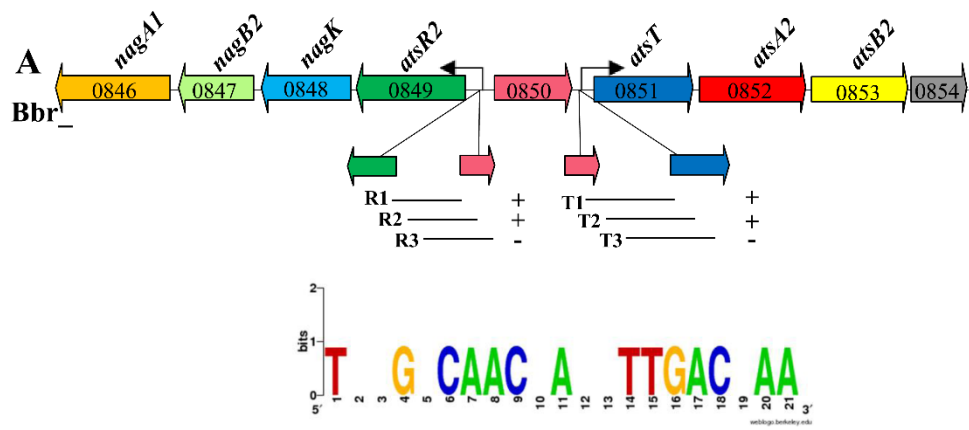 nagA1 nagB2 nagK atsR2 atsT atsA2 atsB2
A
0846 0847 0848 0849 0850 0851 0852 0853 0854
Bbr_
R1 + T1 +
R2 + T2 +
R3 - T3 -
2
bits
1
0
T G CAAC A TTGAC AA
5′ 1 2 3 4 5 6 7 8 9 10 11 12 13 14 15 16 17 18 19 20 21 3′
weblogo.berkeley.edu